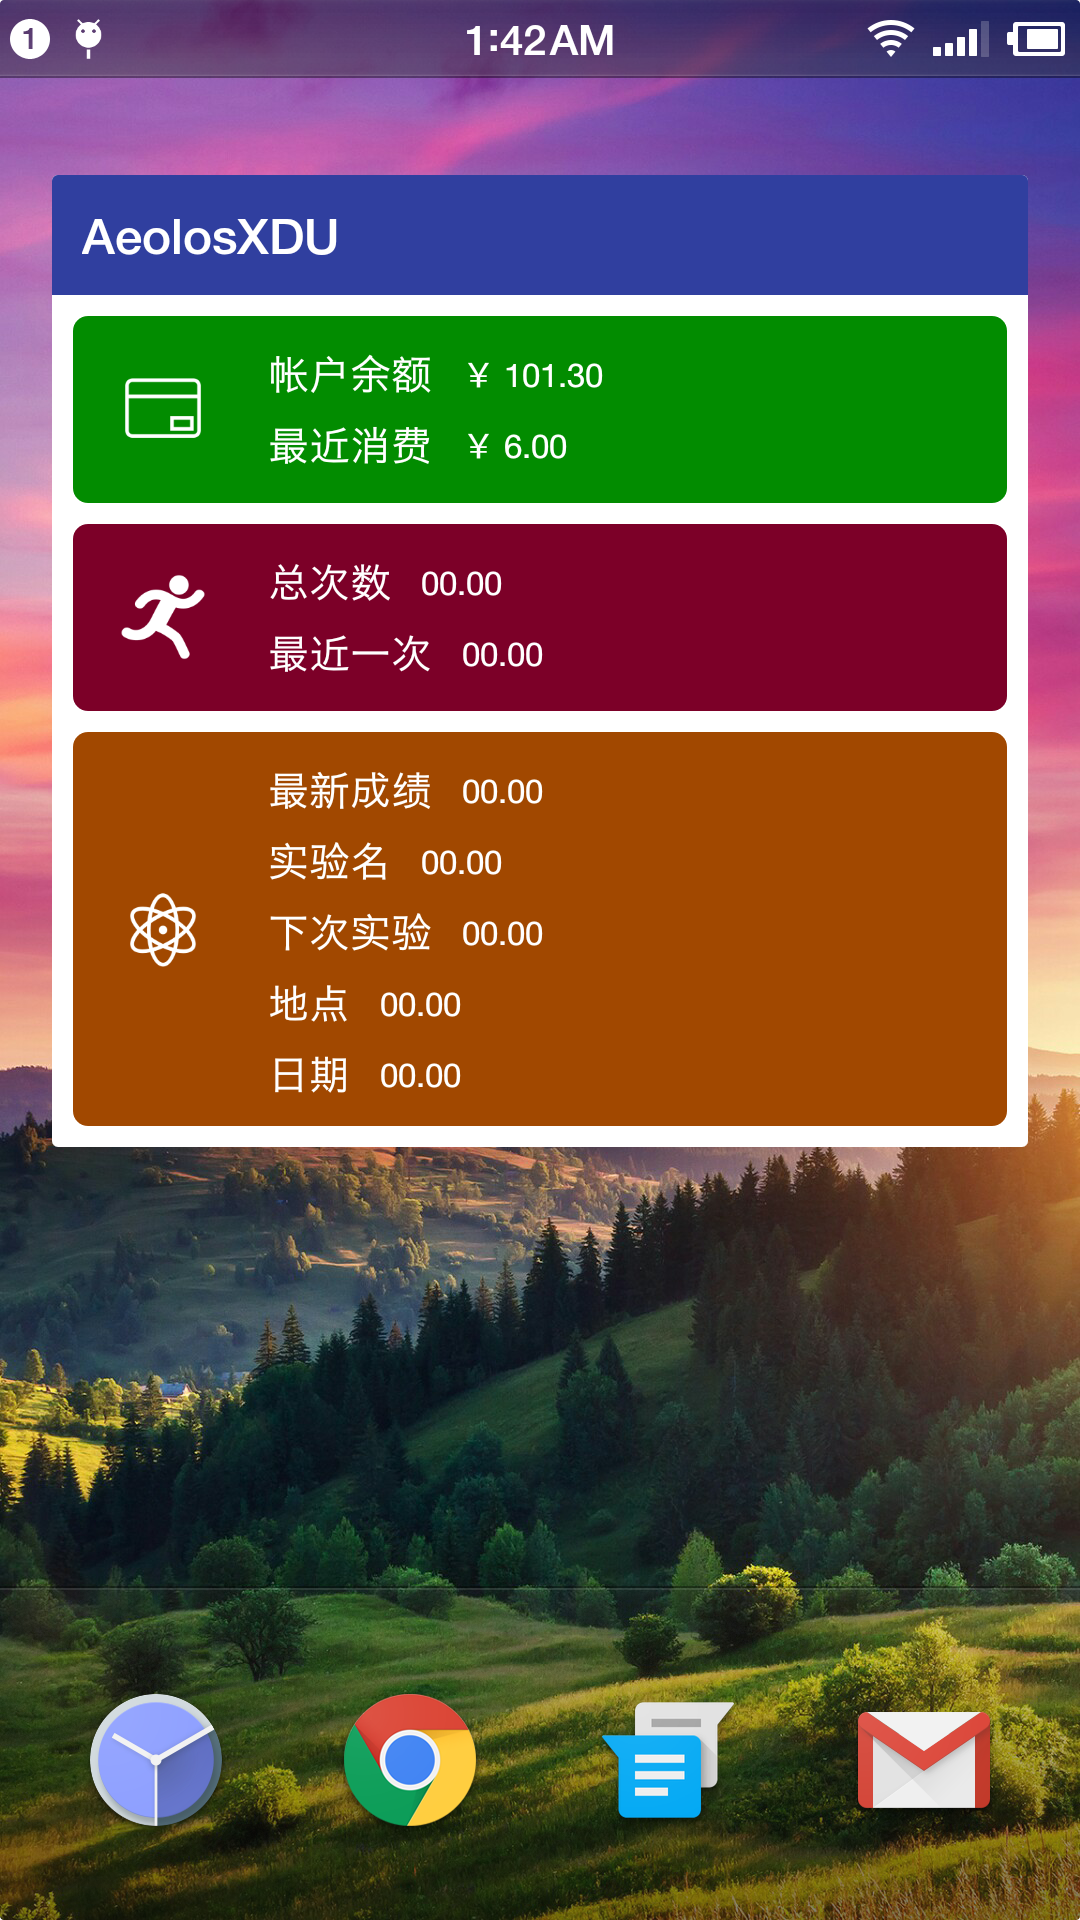 1
1:42AM
AeolosXDU
帐户余额 ￥ 101.30
最近消费 ￥ 6.00
总次数 00.00
最近一次 00.00
最新成绩 00.00
实验名 00.00
下次实验 00.00
地点 00.00
日期 00.00